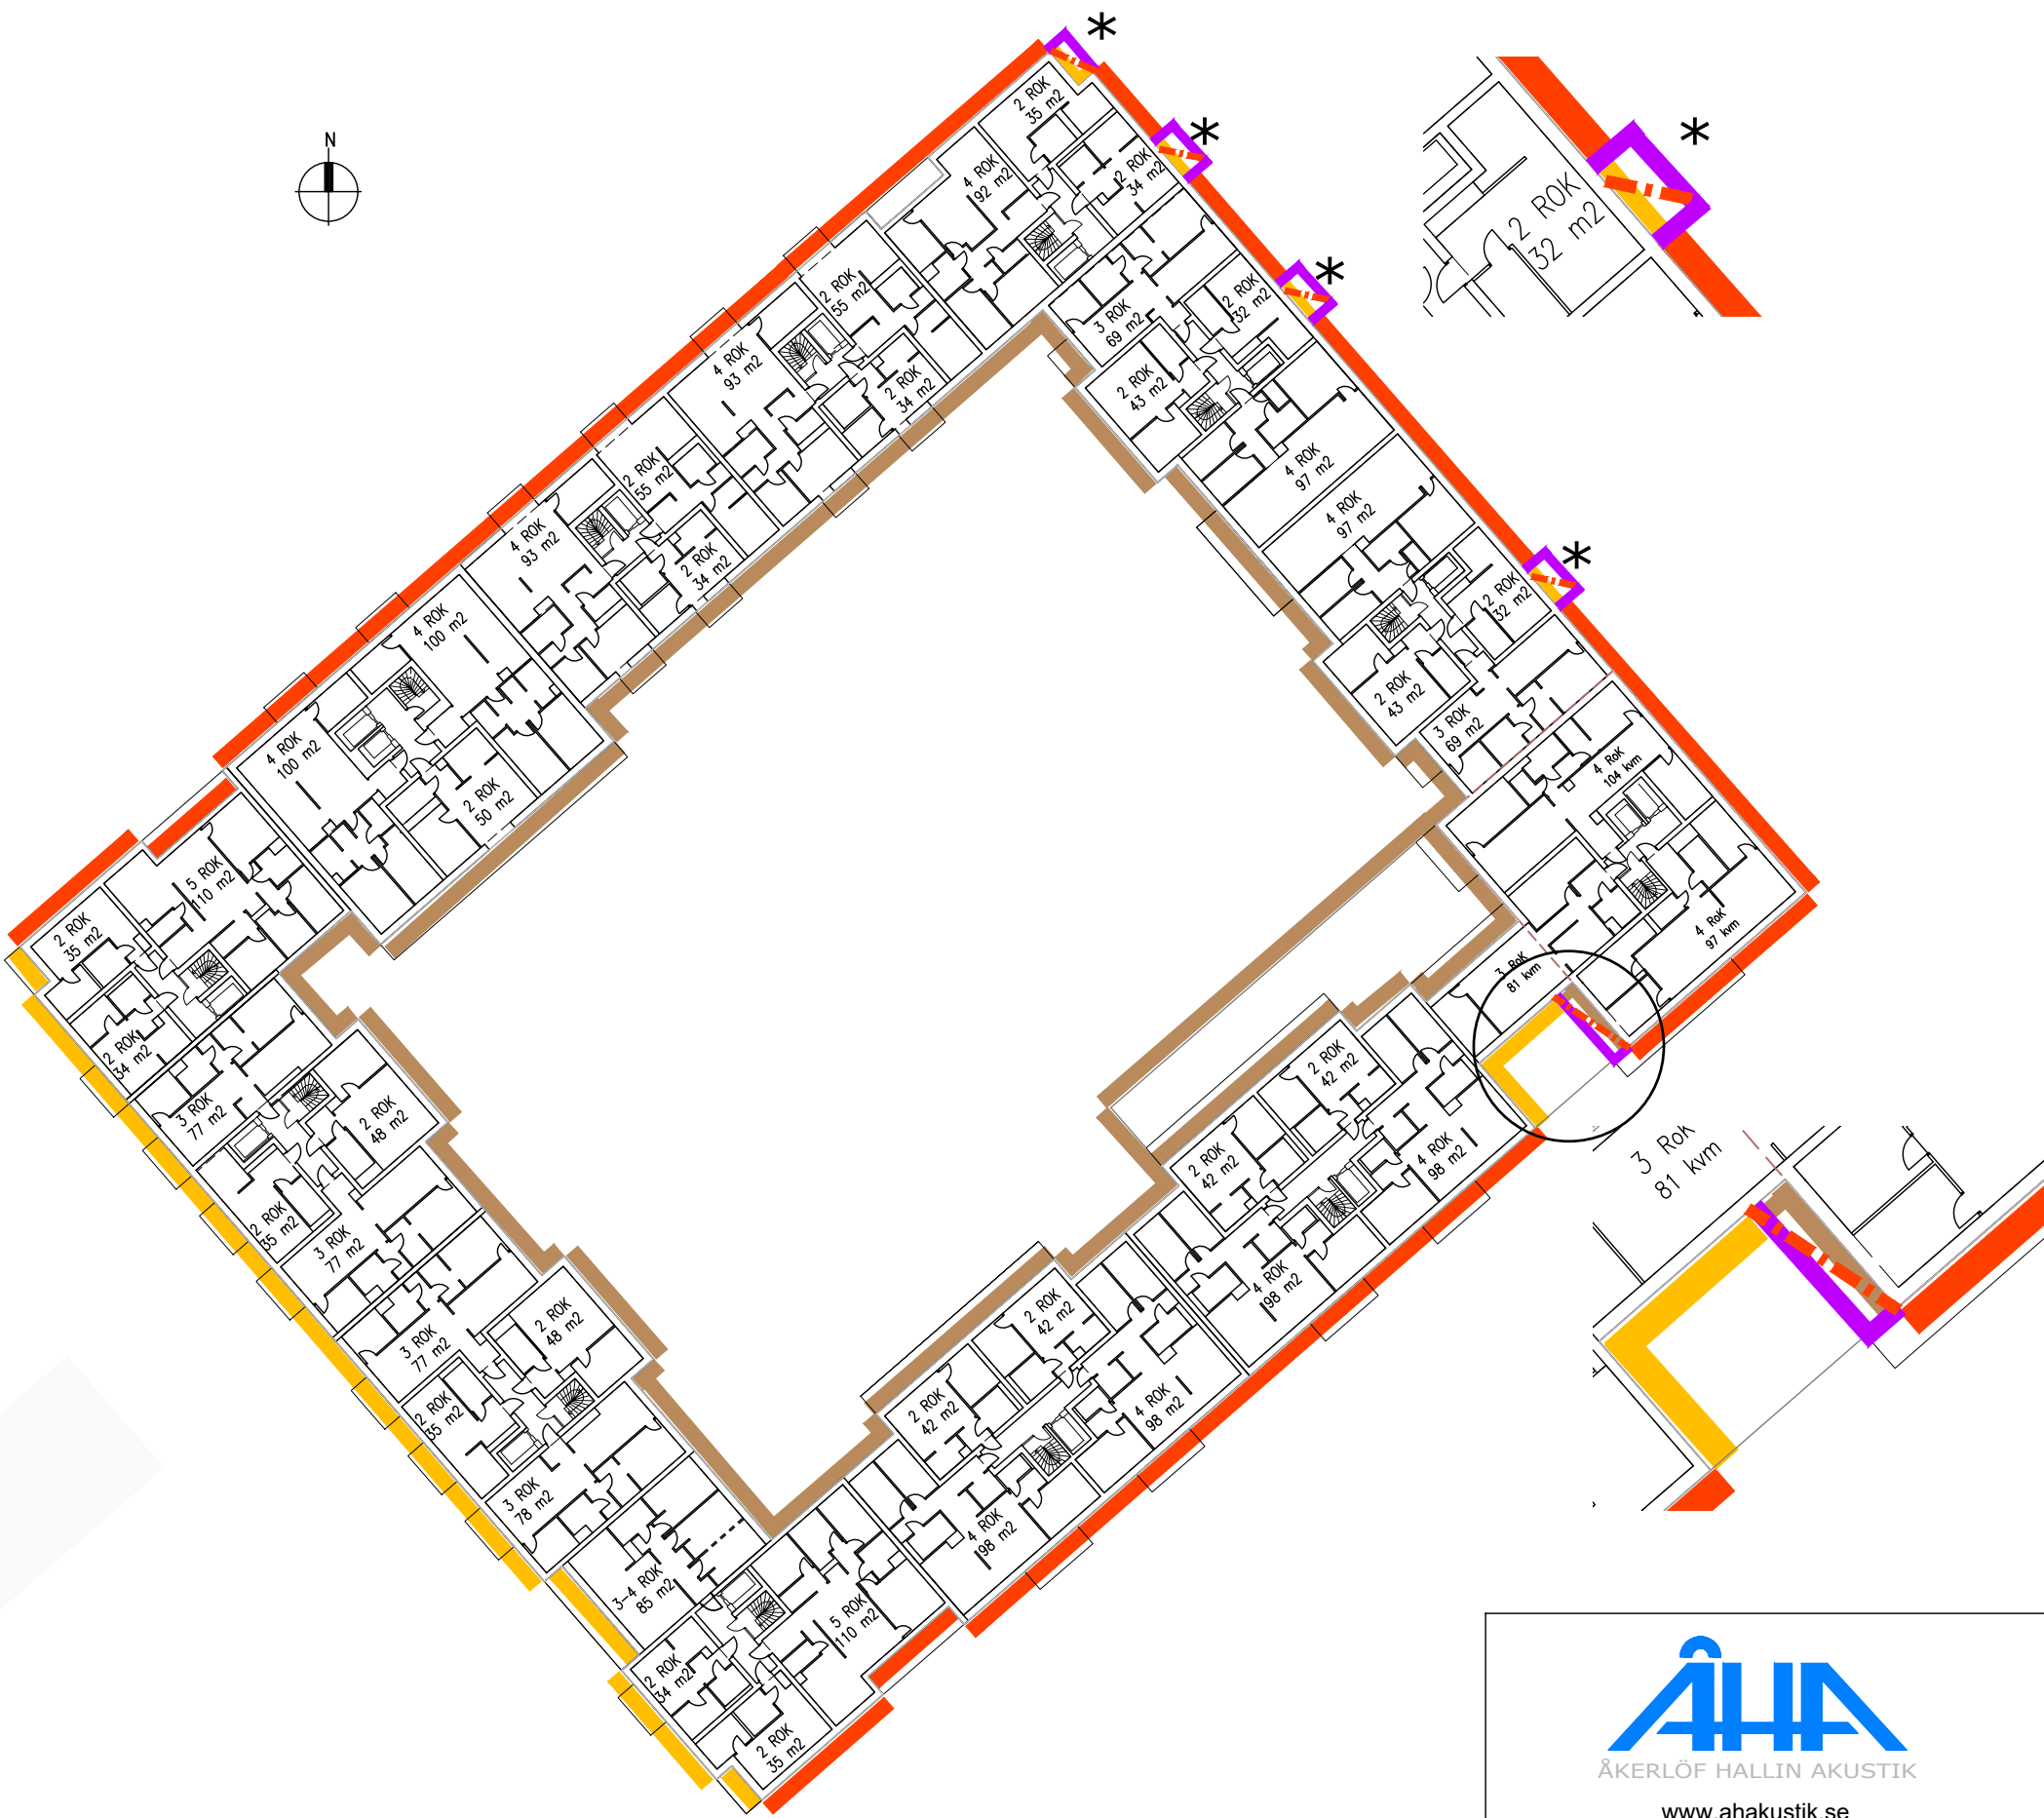 *
N
2 ROK
35 m2
*
*
4 ROK
92 m2
2 ROK
34 m2
2 ROK
32 m2
2 ROK
55 m2
3 ROK
69 m2
*
2 ROK
32 m2
4 ROK
93 m2
2 ROK
43 m2
2 ROK
34 m2
4 ROK
97 m2
2 ROK
55 m2
4 ROK
97 m2
4 ROK
93 m2
2 ROK
34 m2
*
2 ROK
32 m2
4 ROK
100 m2
2 ROK
43 m2
3 ROK
69 m2
4 ROK
100 m2
2 ROK
50 m2
4 RoK
104 kvm
5 ROK
110 m2
4 RoK
97 kvm
2 ROK
35 m2
3 RoK
81 kvm
2 ROK
34 m2
2 ROK
42 m2
3 ROK
77 m2
2 ROK
48 m2
2 ROK
42 m2
4 ROK
98 m2
3 Rok
81 kvm
2 ROK
35 m2
3 ROK
77 m2
4 ROK
98 m2
2 ROK
42 m2
3 ROK
77 m2
2 ROK
48 m2
2 ROK
42 m2
4 ROK
98 m2
2 ROK
35 m2
3 ROK
78 m2
4 ROK
98 m2
3-4 ROK
85 m2
5 ROK
110 m2
2 ROK
34 m2
2 ROK
35 m2
ÅHA
ÅKERLÖF HALLIN AKUSTIK
www.ahakustik.se